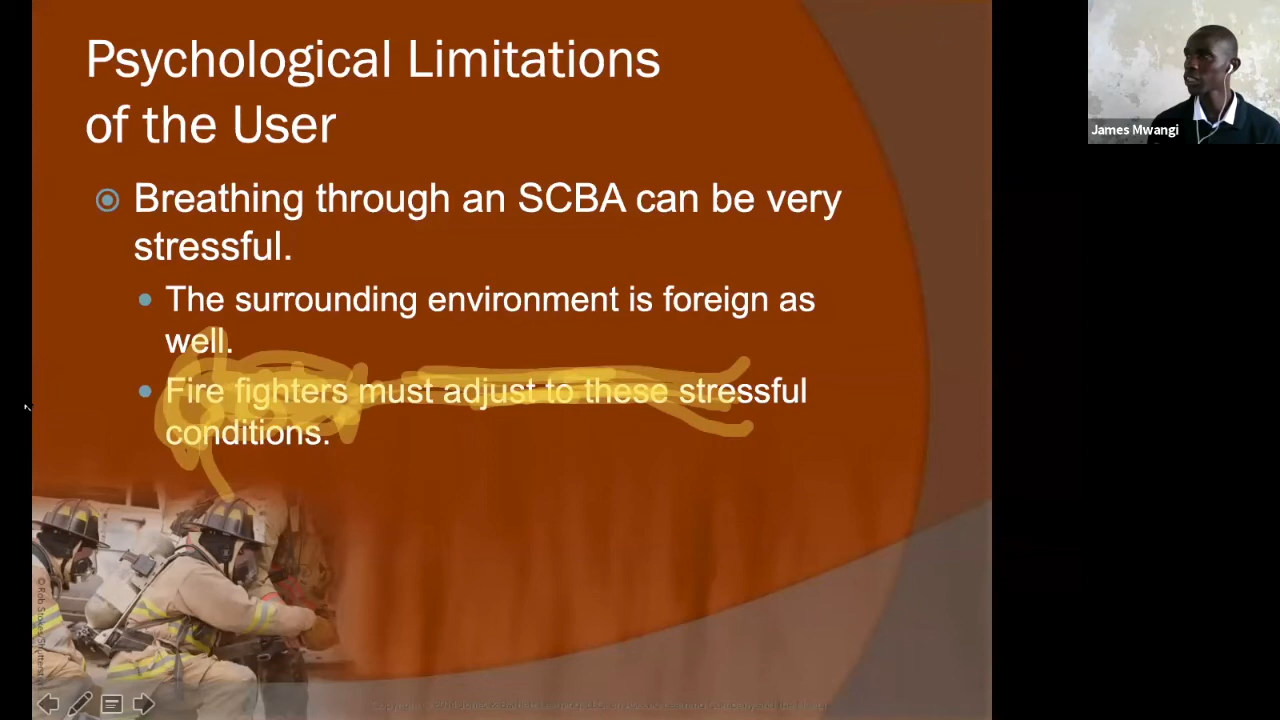 Psychological Limitations
of the User
James Mwangi
Breathing through an SCBA can be very
stressful.
The surrounding environment is foreign as
well.
Fire fighters must adjust to these stressful
conditions.